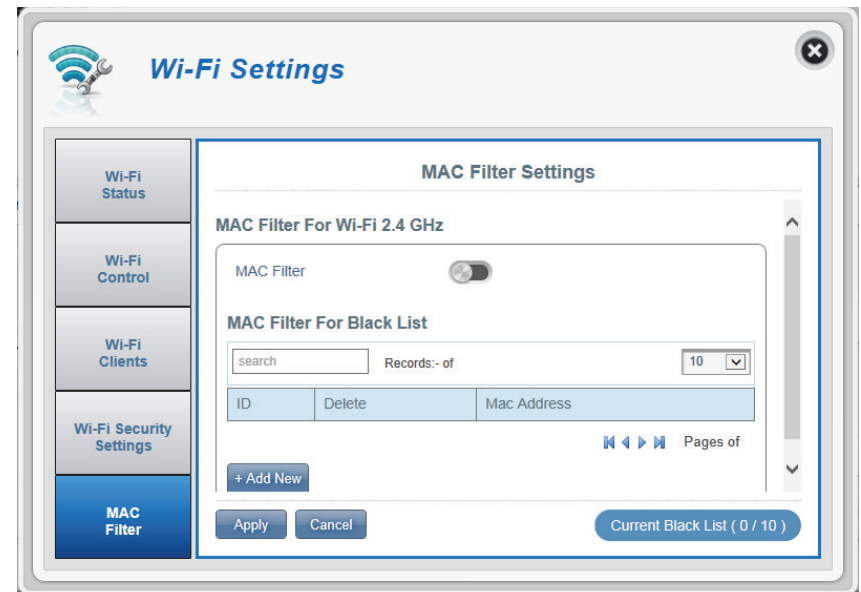 Wi-Fi Settings
Wi-Fi
Status
Wi-Fi
Control
Wi-Fi
Clients
Wi-Fi Security
Settings
MAC
Filter
MAC Filter Settings
MAC Filter For Wi-Fi 2.4 GHz
MAC Filter
MAC Filter For Black List
search Records:- of 10
ID Delete Mac Address
Pages of
+ Add New
Apply Cancel Current Black List ( 0 / 10 )